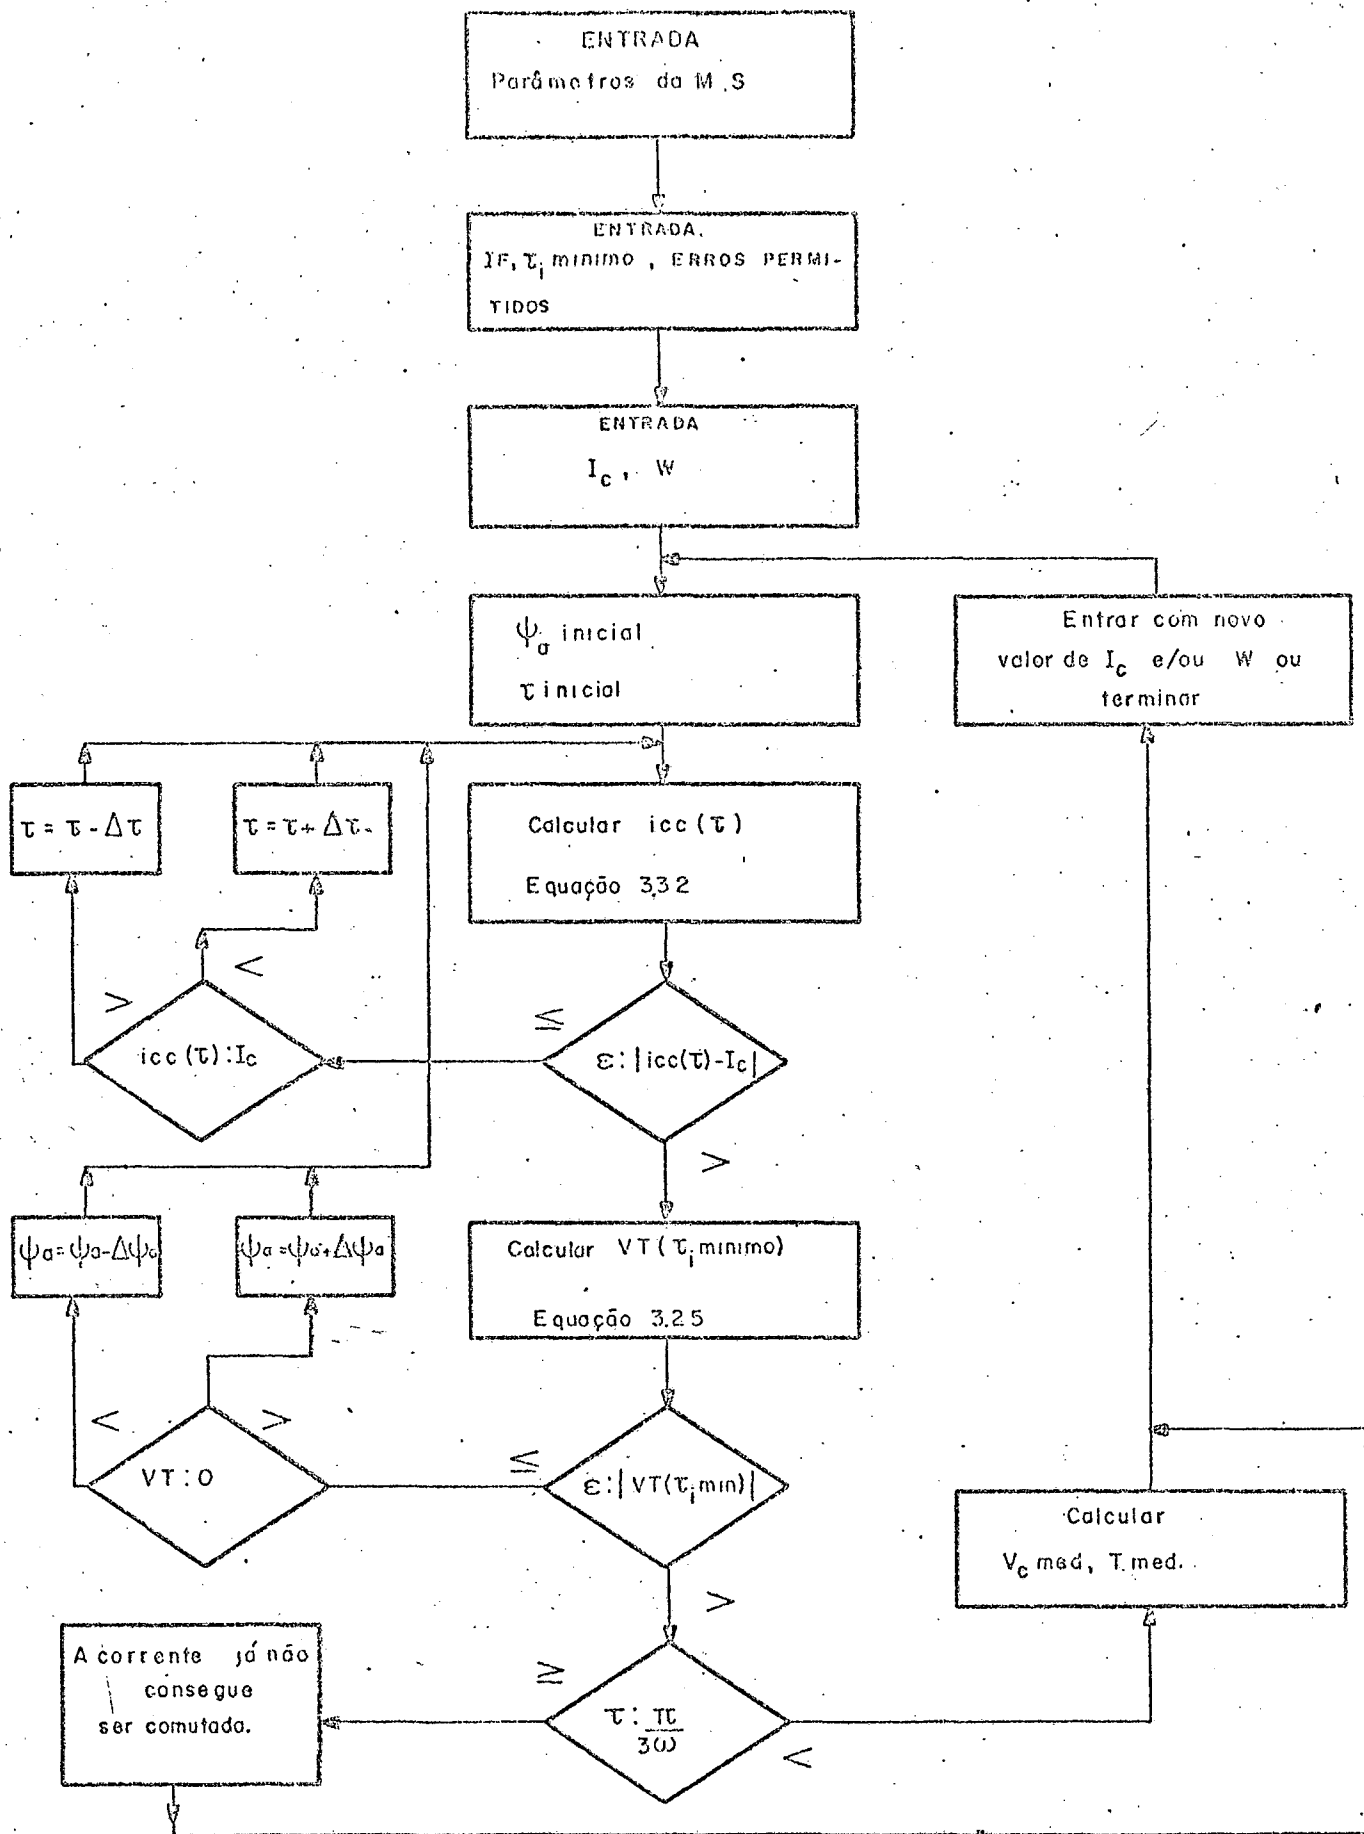 ENTRADA
Parâmetros da M.S
ENTRADA.
IF, τi mínimo, ERROS PERMI-
TIDOS
ENTRADA
Ic, W
ψa inicial
τ inicial
Entrar com novo
valor de Ic e/ou W ou
terminar
τ = τ - Δτ
τ = τ + Δτ
Calcular icc(τ)
Equação 3.32
>
<
≤
icc(τ):Ic
ε:|icc(τ)-Ic|
>
ψa=ψa-Δψa
ψa=ψa+Δψa
Calcular VT(τi mínimo)
Equação 3.25
<
>
≤
VT:0
ε:|VT(τi min)|
>
Calcular
Vc med, T.med.
A corrente já não
consegue
ser comutada.
≥
τ: π/3ω
<